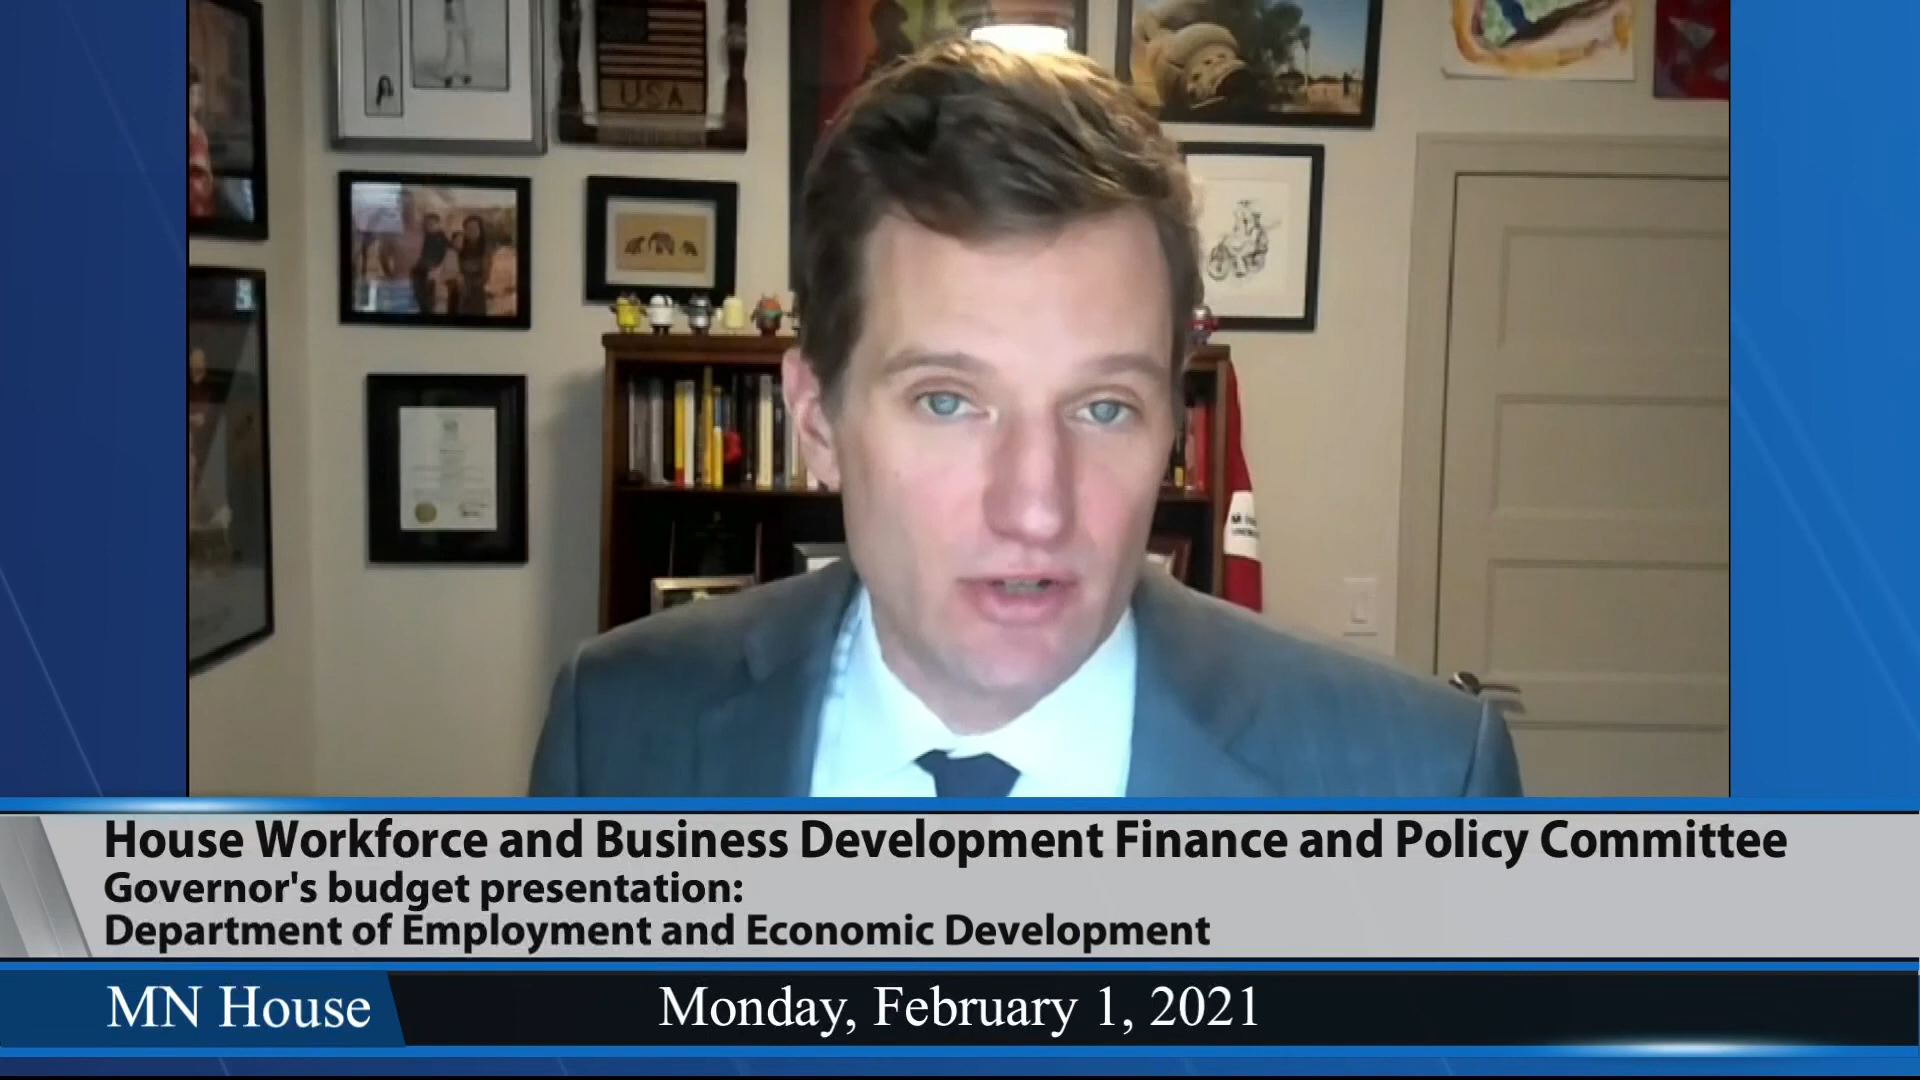 USA
House Workforce and Business Development Finance and Policy Committee
Governor's budget presentation:
Department of Employment and Economic Development
MN House
Monday, February 1, 2021